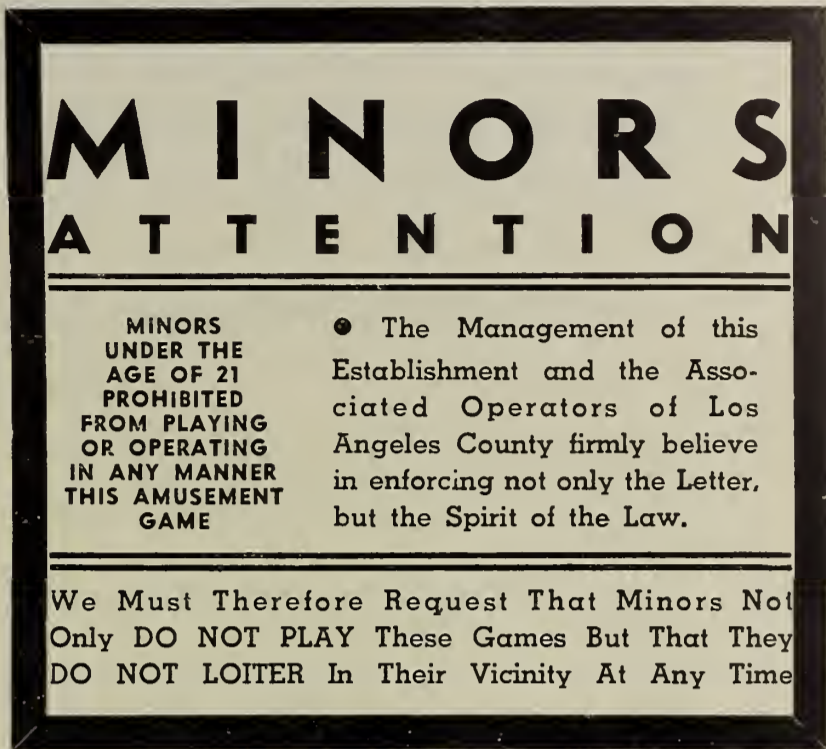 MINORS
ATTENTION
MINORS
UNDER THE
AGE OF 21
PROHIBITED
FROM PLAYING
OR OPERATING
IN ANY MANNER
THIS AMUSEMENT
GAME
● The Management of this
Establishment and the Asso-
ciated Operators of Los
Angeles County firmly believe
in enforcing not only the Letter,
but the Spirit of the Law.
We Must Therefore Request That Minors Not
Only DO NOT PLAY These Games But That They
DO NOT LOITER In Their Vicinity At Any Time